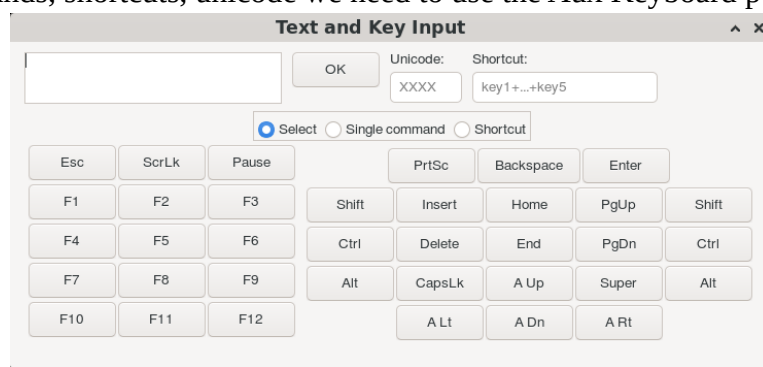 shortcuts, unicode we need to use the Aux Keyboard
Text and Key Input
OK Unicode: Shortcut:
XXXX key1+...+key5
Select Single command Shortcut
Esc ScrLk Pause PrtSc Backspace Enter
F1 F2 F3 Shift Insert Home PgUp Shift
F4 F5 F6 Ctrl Delete End PgDn Ctrl
F7 F8 F9 Alt CapsLk A Up Super Alt
F10 F11 F12 A Lt A Dn A Rt